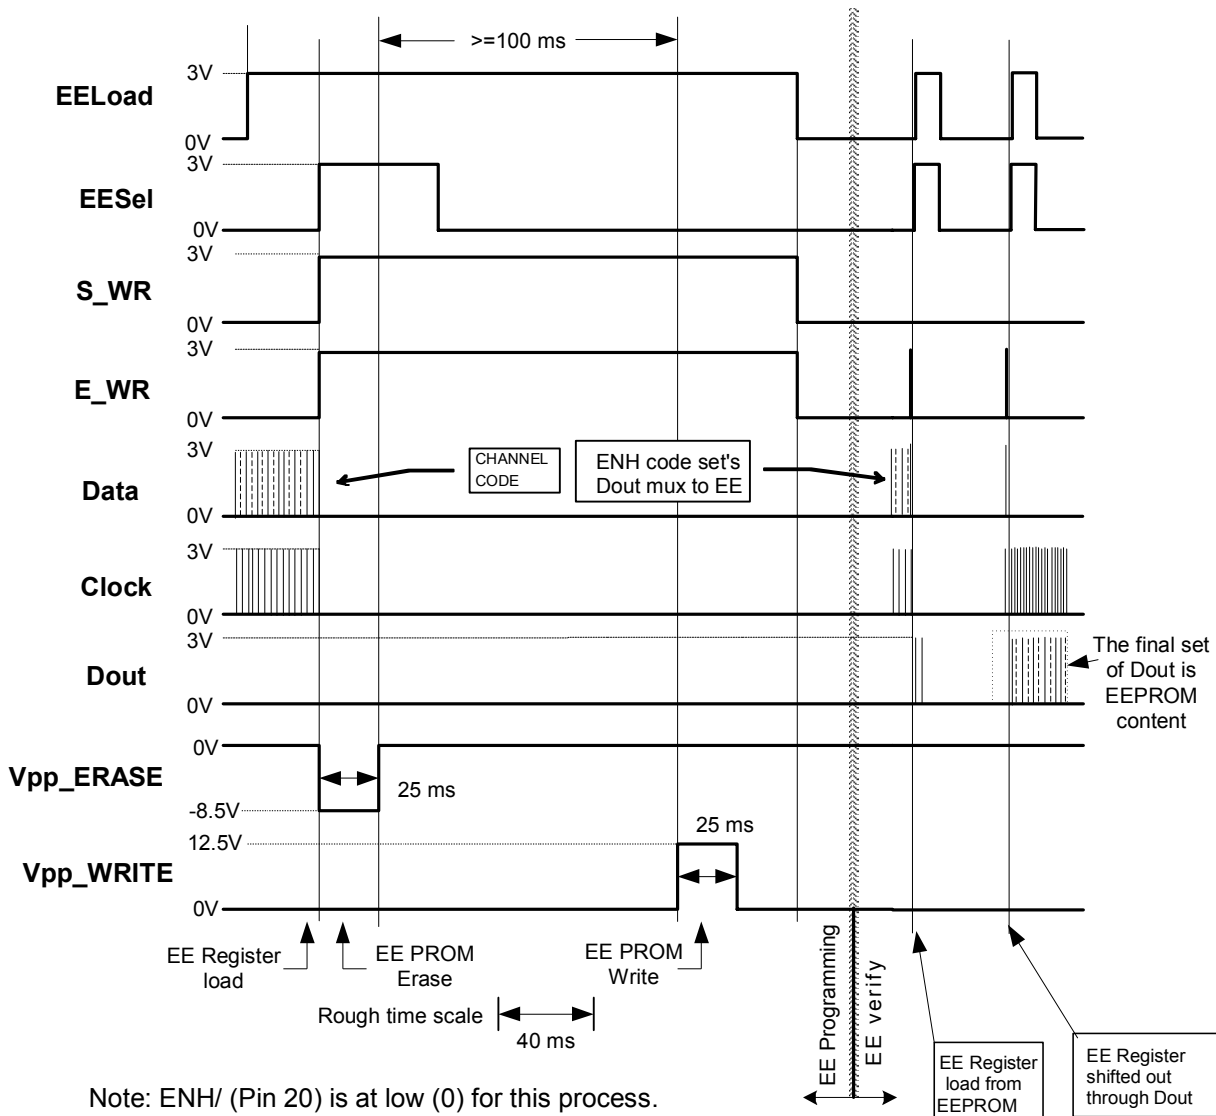 >=100 ms
3V
EELoad
0V
3V
EESel
0V
3V
S_WR
0V
3V
E_WR
0V
3V
CHANNEL
CODE
ENH code set's
Dout mux to EE
Data
0V
3V
Clock
0V
3V
Dout
0V
The final set
of Dout is
EEPROM
content
0V
Vpp_ERASE
25 ms
-8.5V
12.5V
25 ms
Vpp_WRITE
0V
EE Register
load
EE PROM
Erase
EE PROM
Write
Rough time scale
40 ms
EE Programming
EE verify
EE Register
load from
EEPROM
EE Register
shifted out
through Dout
Note: ENH/ (Pin 20) is at low (0) for this process.